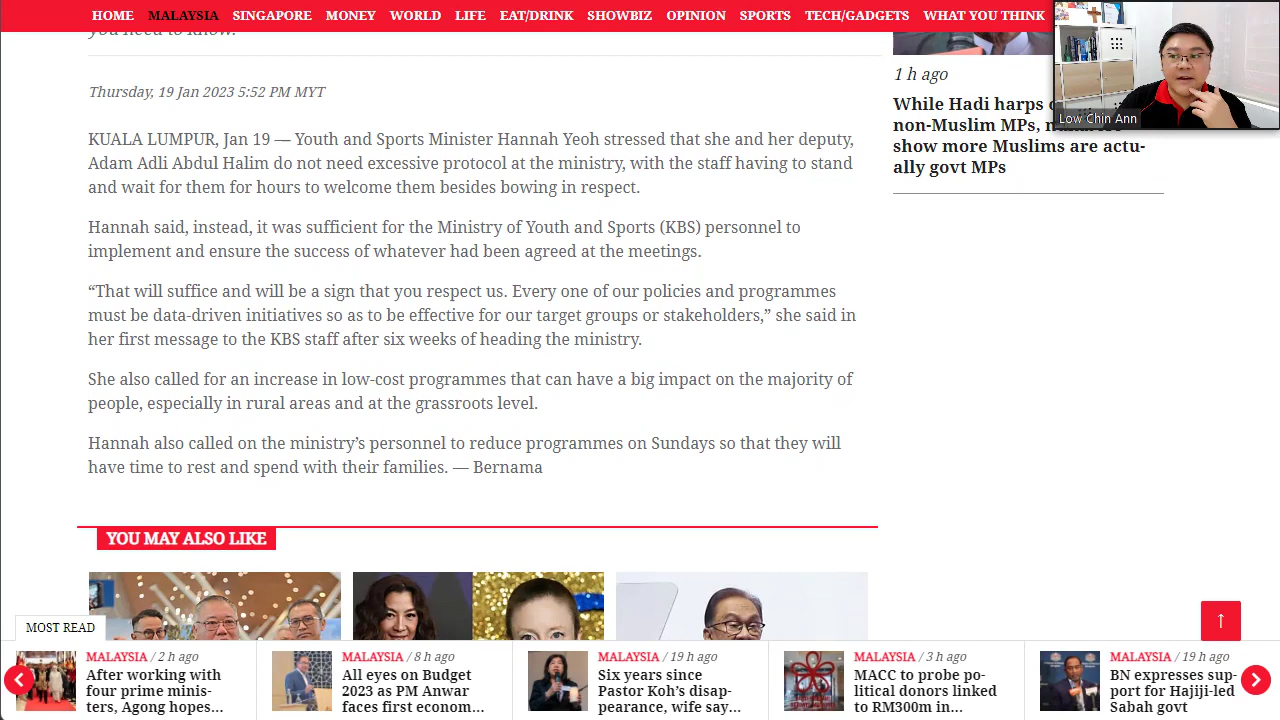 HOME MALAYSIA SINGAPORE MONEY WORLD LIFE EAT/DRINK SHOWBIZ OPINION SPORTS TECH/GADGETS WHAT YOU THINK
you need to know.
Thursday, 19 Jan 2023 5:52 PM MYT
KUALA LUMPUR, Jan 19 — Youth and Sports Minister Hannah Yeoh stressed that she and her deputy,
Adam Adli Abdul Halim do not need excessive protocol at the ministry, with the staff having to stand
and wait for them for hours to welcome them besides bowing in respect.
Hannah said, instead, it was sufficient for the Ministry of Youth and Sports (KBS) personnel to
implement and ensure the success of whatever had been agreed at the meetings.
“That will suffice and will be a sign that you respect us. Every one of our policies and programmes
must be data-driven initiatives so as to be effective for our target groups or stakeholders,” she said in
her first message to the KBS staff after six weeks of heading the ministry.
She also called for an increase in low-cost programmes that can have a big impact on the majority of
people, especially in rural areas and at the grassroots level.
Hannah also called on the ministry’s personnel to reduce programmes on Sundays so that they will
have time to rest and spend with their families. — Bernama
1 h ago
While Hadi harps
non-Muslim MPs,
show more Muslims are actu-
ally govt MPs
Low Chin Ann
YOU MAY ALSO LIKE
↑
MOST READ
MALAYSIA / 2 h ago
After working with
four prime minis-
ters, Agong hopes...
MALAYSIA / 8 h ago
All eyes on Budget
2023 as PM Anwar
faces first econom...
MALAYSIA / 19 h ago
Six years since
Pastor Koh’s disap-
pearance, wife say...
MALAYSIA / 3 h ago
MACC to probe po-
litical donors linked
to RM300m in...
MALAYSIA / 19 h ago
BN expresses sup-
port for Hajiji-led
Sabah govt